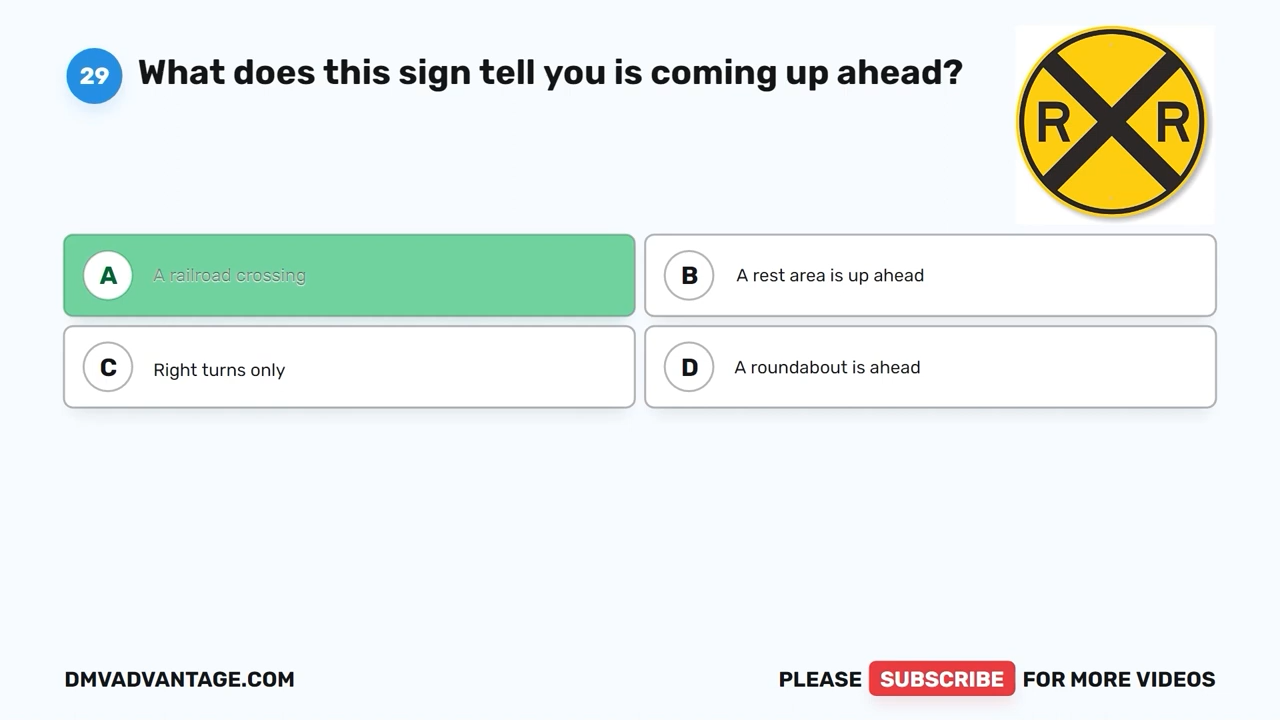 29 What does this sign tell you is coming up ahead?
R R
A A railroad crossing
B A rest area is up ahead
C Right turns only
D A roundabout is ahead
DMVADVANTAGE.COM
PLEASE SUBSCRIBE FOR MORE VIDEOS